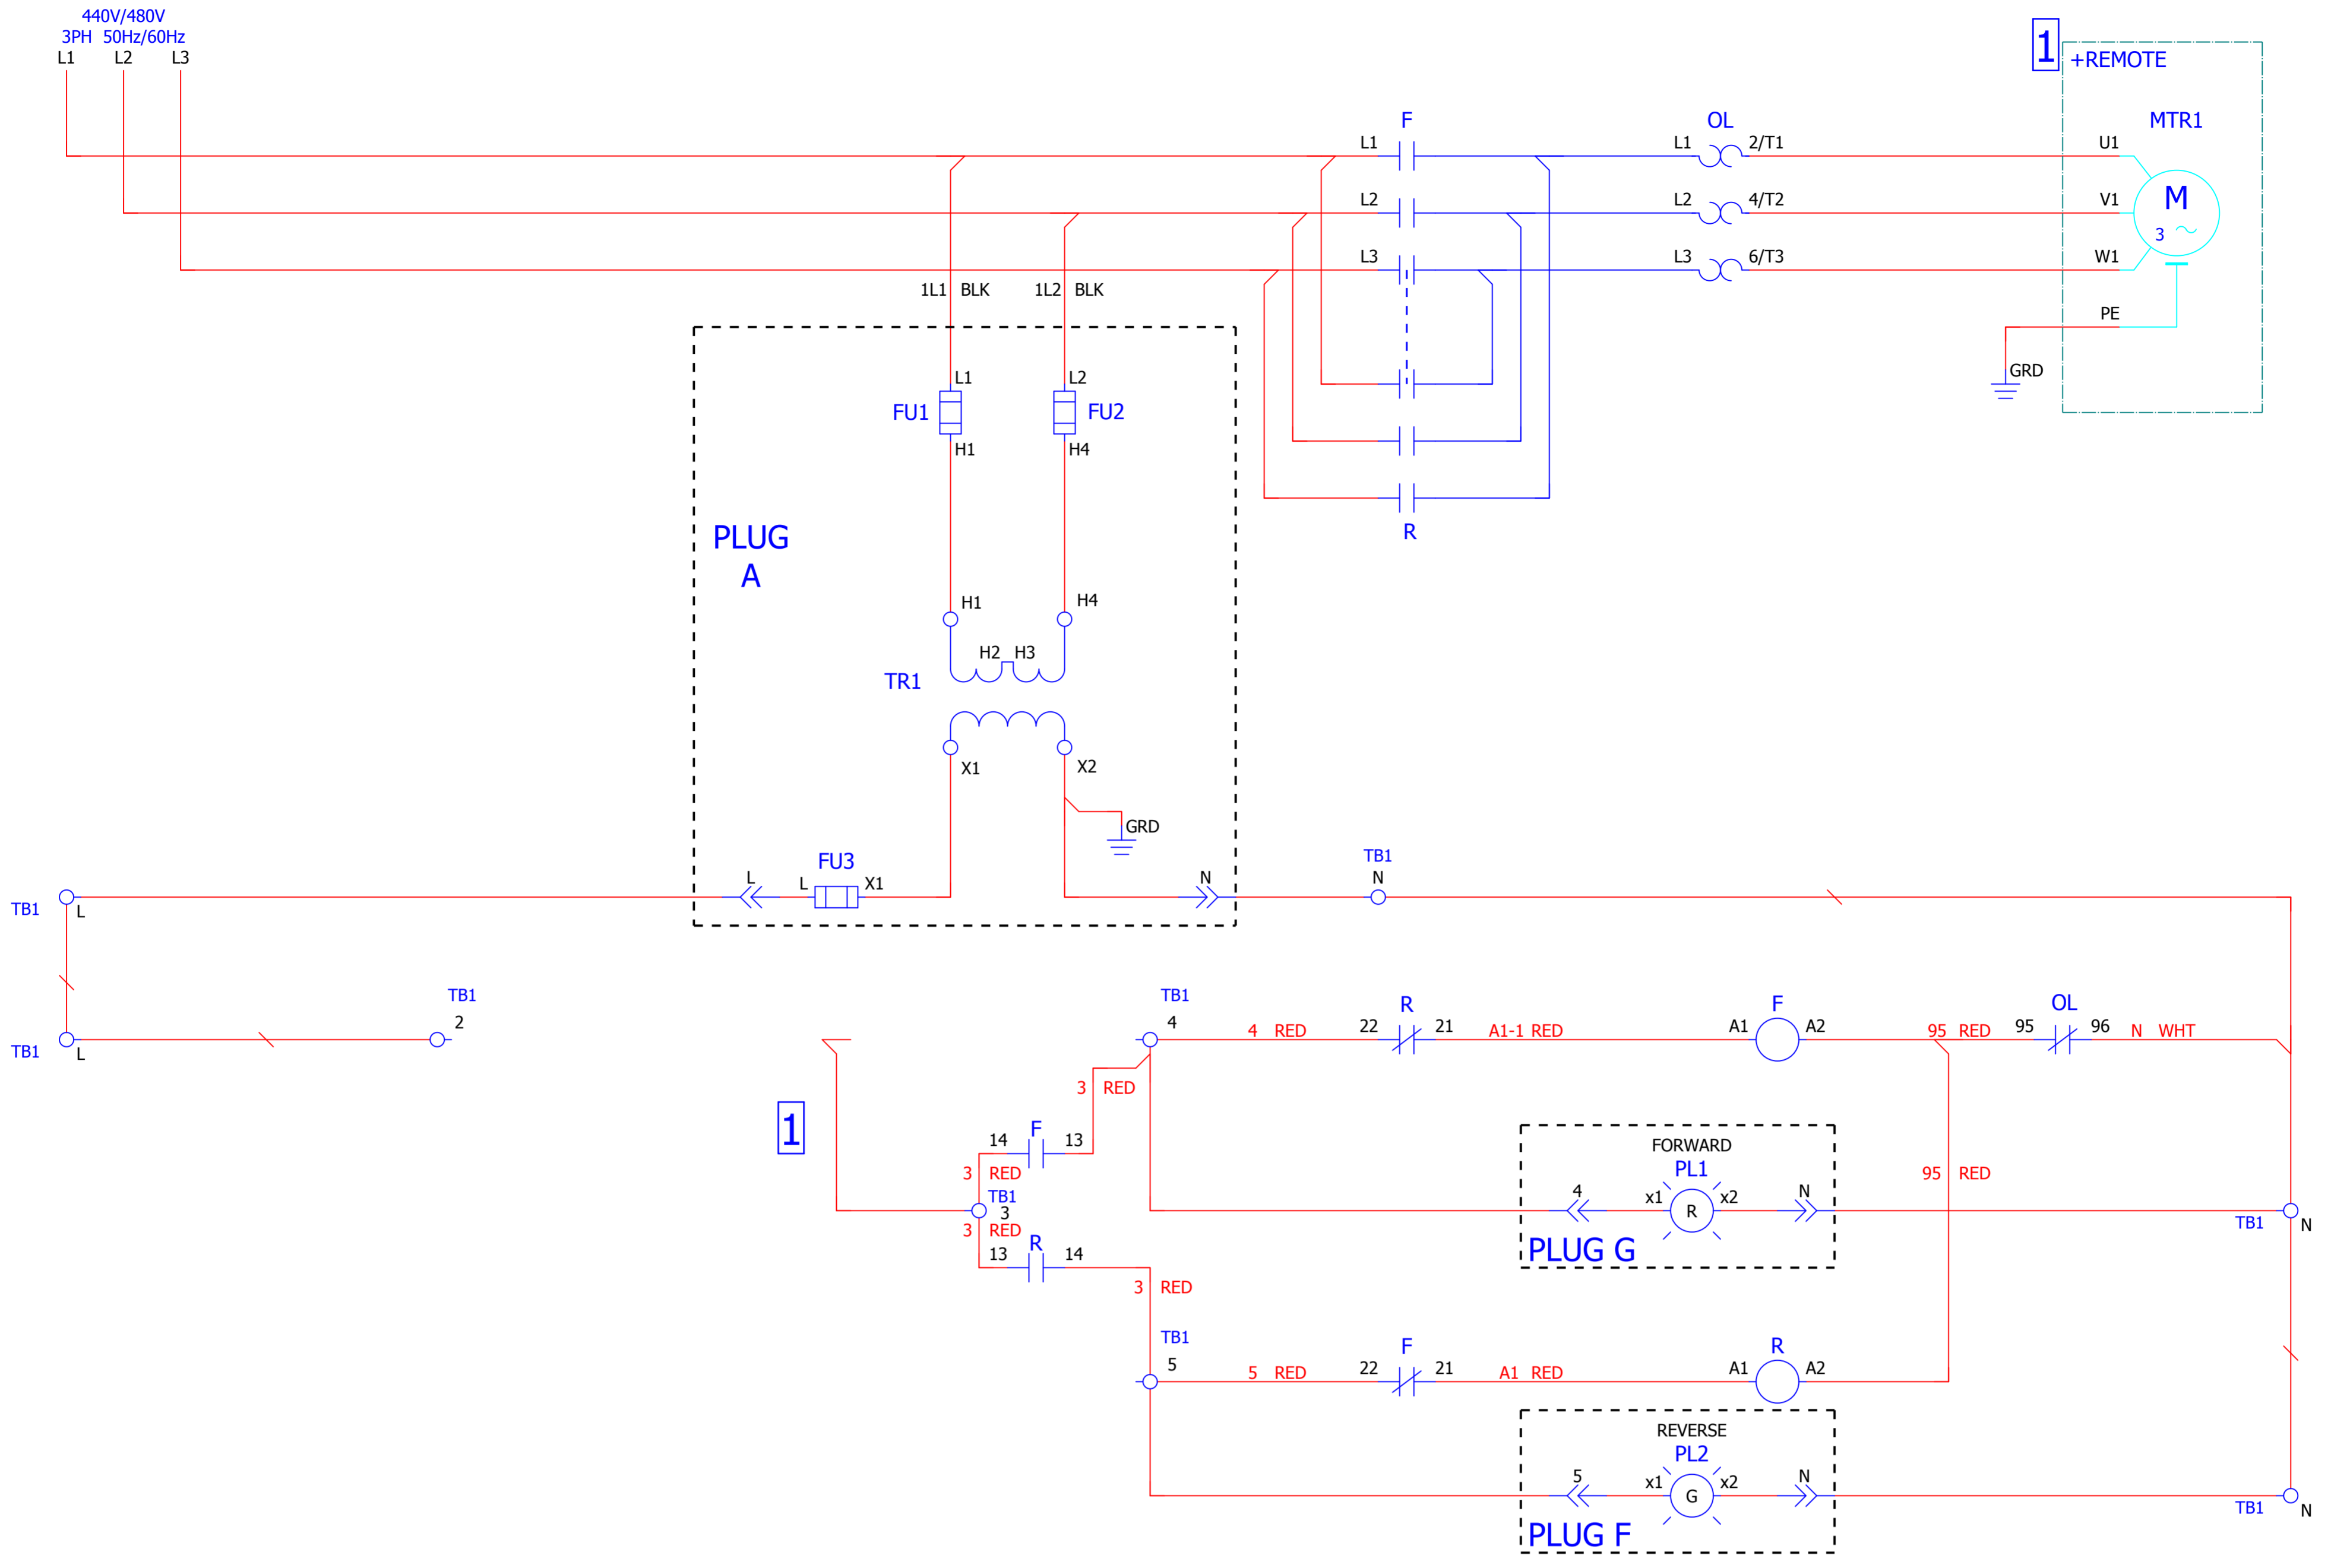 440V/480V
3PH 50Hz/60Hz
L1 L2 L3
1
+REMOTE
F
OL
MTR1
L1
L1
2/T1
U1
L2
L2
4/T2
V1
M
3
L3
L3
6/T3
W1
1L1 BLK
1L2 BLK
PE
GRD
L1
L2
FU1
FU2
H1
H4
R
PLUG
A
H1
H4
H2 H3
TR1
X1
X2
GRD
FU3
L
L
X1
N
TB1
N
TB1
L
TB1
2
TB1
L
TB1
4
4 RED
R
22
21
A1-1 RED
F
A1
A2
95 RED
OL
95
96
N WHT
3 RED
1
F
14
13
3 RED
TB1
3
3 RED
R
13
14
3 RED
FORWARD
PL1
4
x1
R
x2
N
PLUG G
95 RED
TB1
N
TB1
5
5 RED
F
22
21
A1 RED
R
A1
A2
REVERSE
PL2
5
x1
G
x2
N
PLUG F
TB1
N